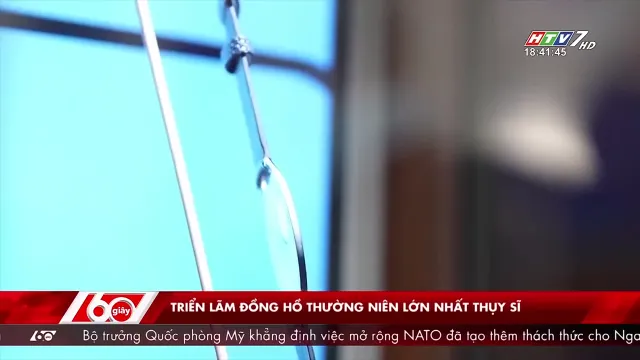 HTV7 HD
18:41:45
60 giây
TRIỂN LÃM ĐỒNG HỒ THƯỜNG NIÊN LỚN NHẤT THỤY SĨ
60s Bộ trưởng Quốc phòng Mỹ khẳng định việc mở rộng NATO đã tạo thêm thách thức cho Nga